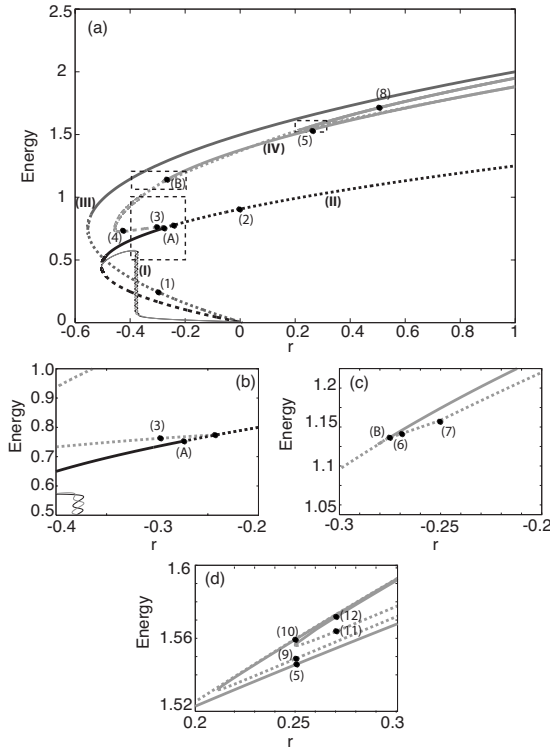 (a)
2.5
2
1.5
1
0.5
0
Energy
(8)
(5)
(IV)
(B)
(III)
(II)
(3)
(4)
(A)
(2)
(I)
(1)
-0.6 -0.4 -0.2 0 0.2 0.4 0.6 0.8 1
r
(b)
1.0
0.9
0.8
0.7
0.6
0.5
Energy
(3)
(A)
-0.4 -0.3 -0.2
r
(c)
1.2
1.15
1.1
1.05
Energy
(B)
(6)
(7)
-0.3 -0.25 -0.2
r
(d)
1.6
1.56
1.52
Energy
(12)
(10)
(11)
(9)
(5)
0.2 0.25 0.3
r